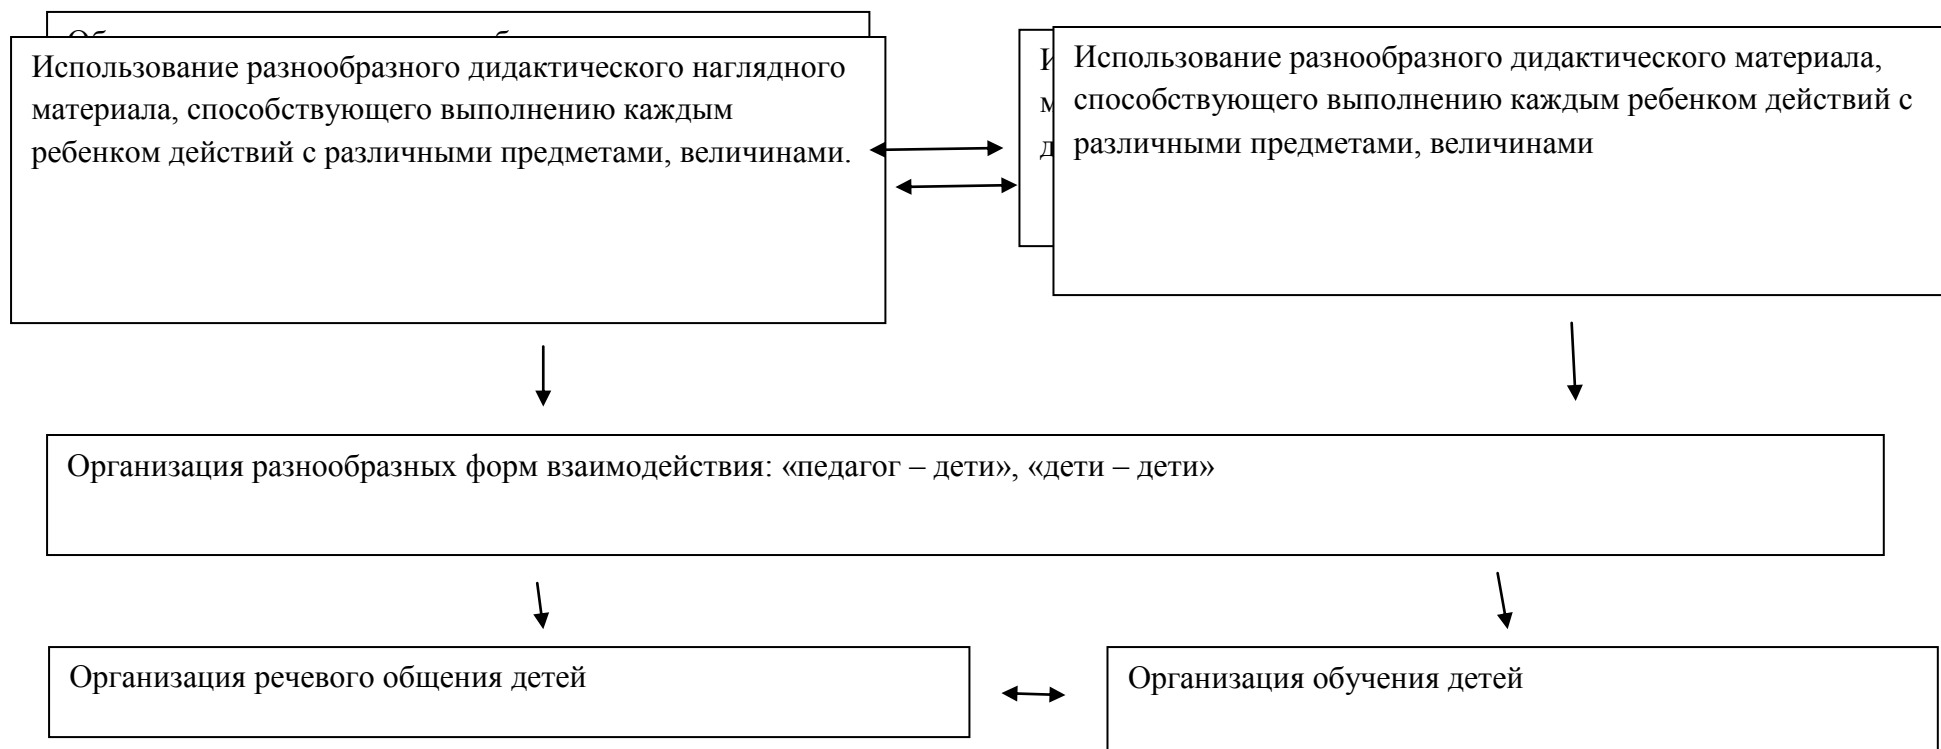 Использование разнообразного дидактического наглядного
материала, способствующего выполнению каждым
ребенком действий с различными предметами, величинами.
Использование разнообразного дидактического материала,
способствующего выполнению каждым ребенком действий с
различными предметами, величинами
Организация разнообразных форм взаимодействия: «педагог – дети», «дети – дети»
Организация речевого общения детей
Организация обучения детей